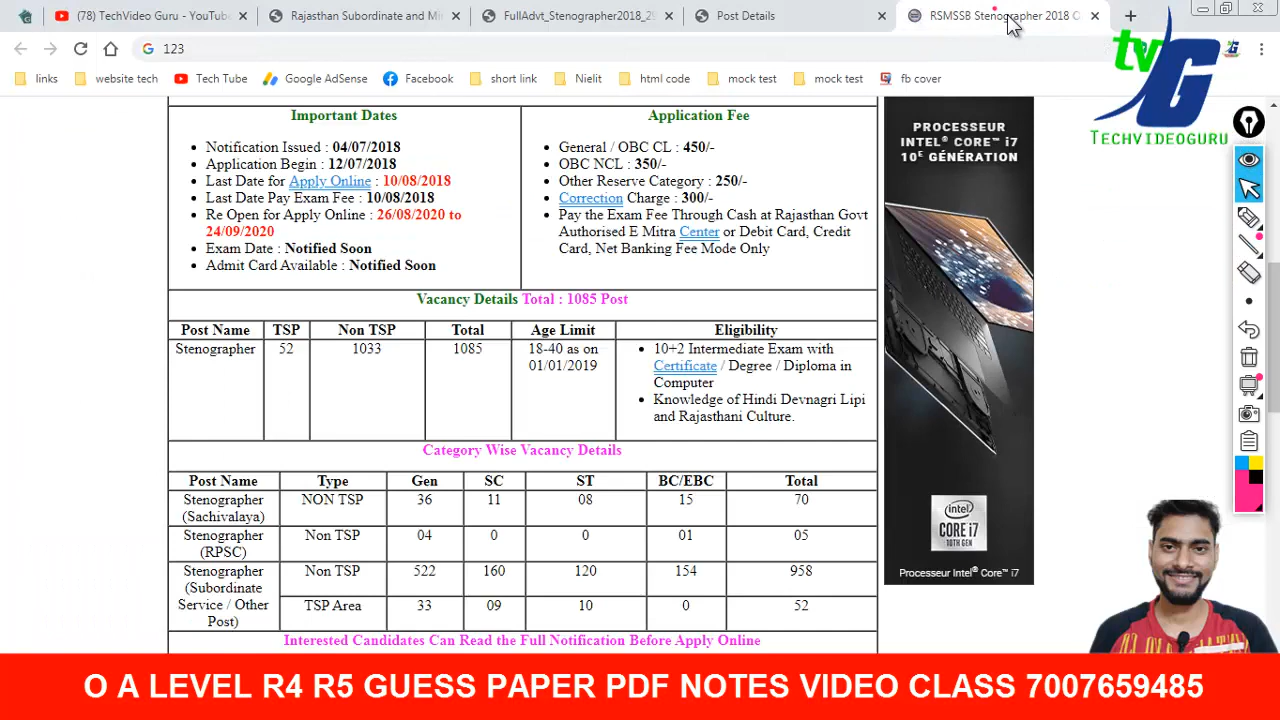 (78) TechVideo Guru - YouTube
Rajasthan Subordinate and Mi
FullAdvt_Stenographer2018_2
Post Details
RSMSSB Stenographer 2018 O
123
links
website tech
Tech Tube
Google AdSense
Facebook
short link
Nielit
html code
mock test
mock test
fb cover
tvG
TECHVIDEOGURU
Important Dates
Notification Issued : 04/07/2018
Application Begin : 12/07/2018
Last Date for Apply Online : 10/08/2018
Last Date Pay Exam Fee : 10/08/2018
Re Open for Apply Online : 26/08/2020 to
24/09/2020
Exam Date : Notified Soon
Admit Card Available : Notified Soon
Application Fee
General / OBC CL : 450/-
OBC NCL : 350/-
Other Reserve Category : 250/-
Correction Charge : 300/-
Pay the Exam Fee Through Cash at Rajasthan Govt
Authorised E Mitra Center or Debit Card, Credit
Card, Net Banking Fee Mode Only
PROCESSEUR
INTEL® CORE™ i7
10E GÉNÉRATION
Vacancy Details Total : 1085 Post
Post Name TSP Non TSP Total Age Limit Eligibility
Stenographer 52 1033 1085
18-40 as on
01/01/2019
10+2 Intermediate Exam with
Certificate / Degree / Diploma in
Computer
Knowledge of Hindi Devnagri Lipi
and Rajasthani Culture.
Category Wise Vacancy Details
Post Name Type Gen SC ST BC/EBC Total
Stenographer
(Sachivalaya)
NON TSP 36 11 08 15 70
Stenographer
(RPSC)
Non TSP 04 0 0 01 05
Stenographer
(Subordinate
Service / Other
Post)
Non TSP 522 160 120 154 958
TSP Area 33 09 10 0 52
Interested Candidates Can Read the Full Notification Before Apply Online
intel
CORE i7
10TH GEN
Processeur Intel® Core™ i7
O A LEVEL R4 R5 GUESS PAPER PDF NOTES VIDEO CLASS 7007659485